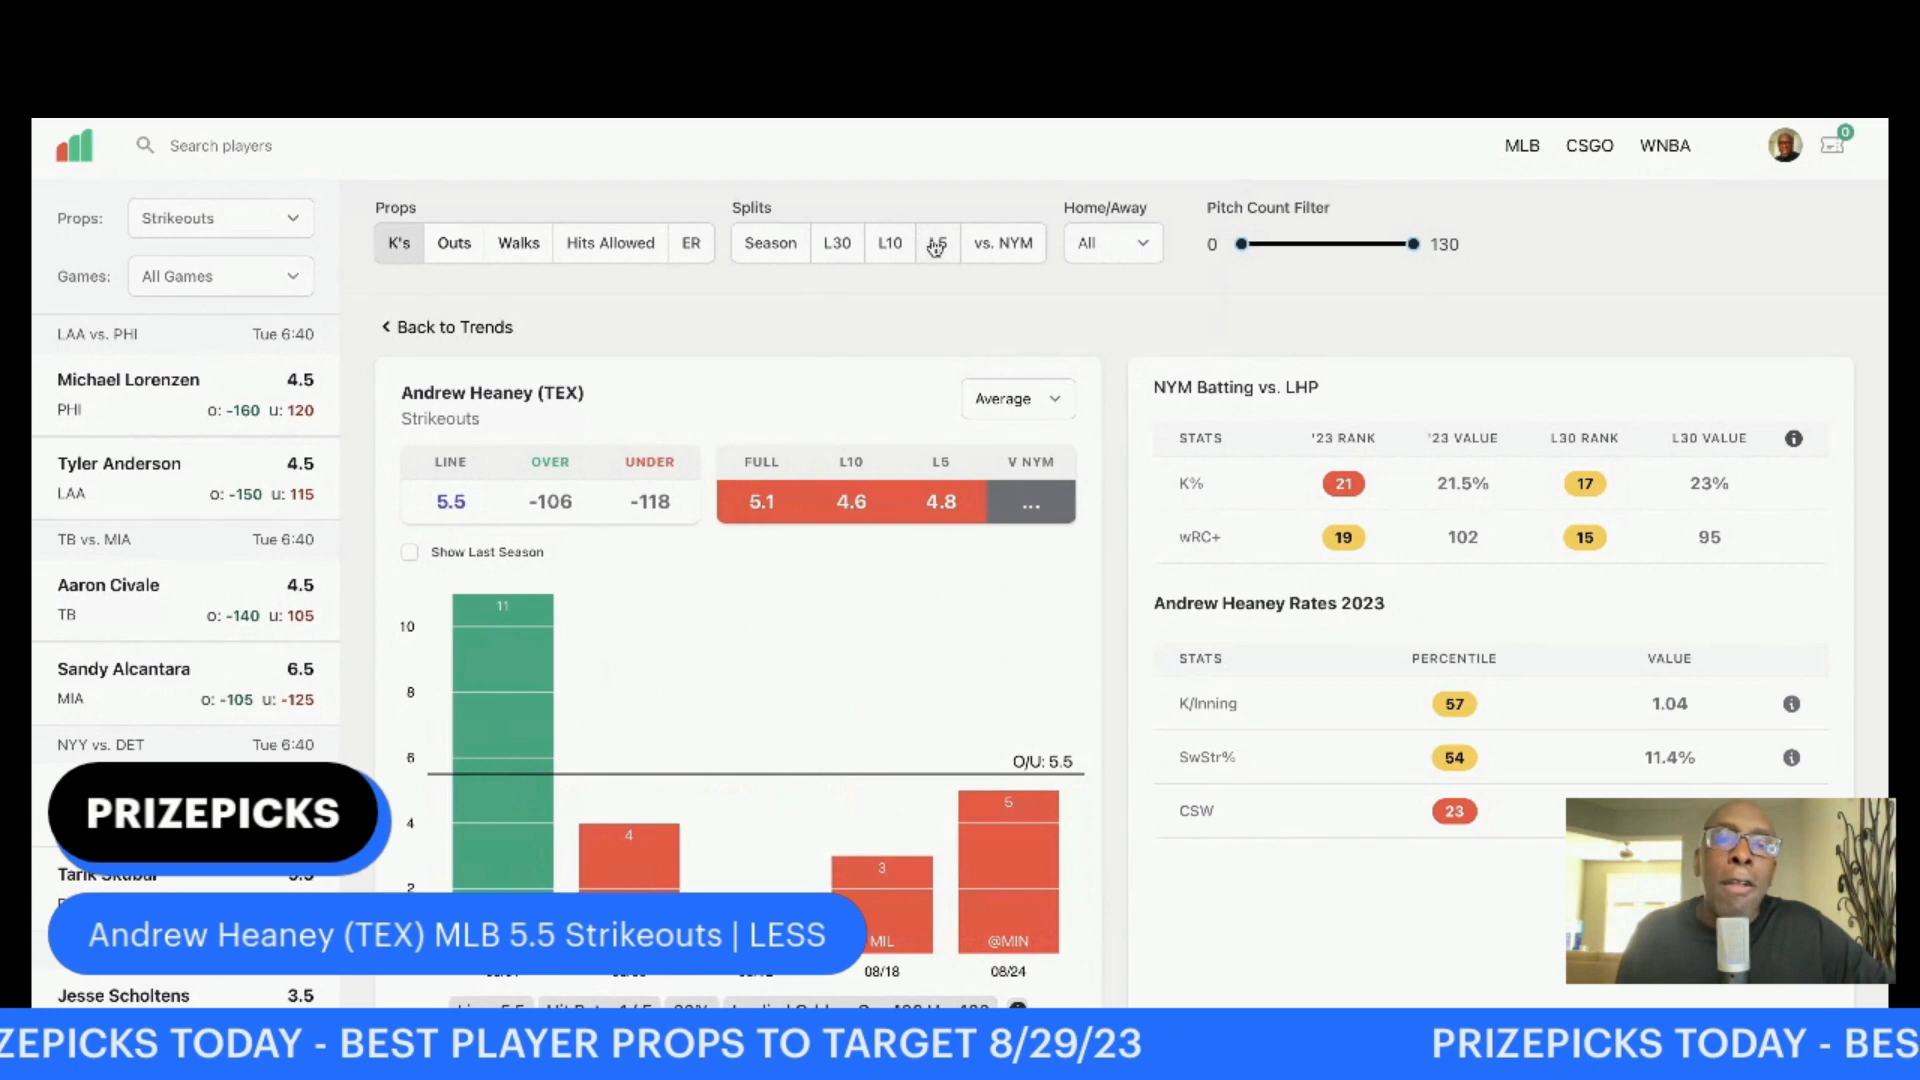 Search players
MLB CSGO WNBA
0
Props: Strikeouts
Games: All Games
LAA vs. PHI Tue 6:40
Michael Lorenzen 4.5
PHI o: -160 u: 120
Tyler Anderson 4.5
LAA o: -150 u: 115
TB vs. MIA Tue 6:40
Aaron Civale 4.5
TB o: -140 u: 105
Sandy Alcantara 6.5
MIA o: -105 u: -125
NYY vs. DET Tue 6:40
Jesse Scholtens 3.5
Props
K's Outs Walks Hits Allowed ER
Splits
Season L30 L10 vs. NYM
Home/Away
All
Pitch Count Filter
0 130
Back to Trends
Andrew Heaney (TEX)
Strikeouts
Average
LINE OVER UNDER
5.5 -106 -118
FULL L10 L5 V NYM
5.1 4.6 4.8 ...
Show Last Season
10
8
6
4
2
11
4
3
5
O/U: 5.5
MIL @MIN
08/18 08/24
NYM Batting vs. LHP
STATS '23 RANK '23 VALUE L30 RANK L30 VALUE
K% 21 21.5% 17 23%
wRC+ 19 102 15 95
Andrew Heaney Rates 2023
STATS PERCENTILE VALUE
K/Inning 57 1.04
SwStr% 54 11.4%
CSW 23
PRIZEPICKS
Andrew Heaney (TEX) MLB 5.5 Strikeouts | LESS
ZEPICKS TODAY - BEST PLAYER PROPS TO TARGET 8/29/23 PRIZEPICKS TODAY - BES